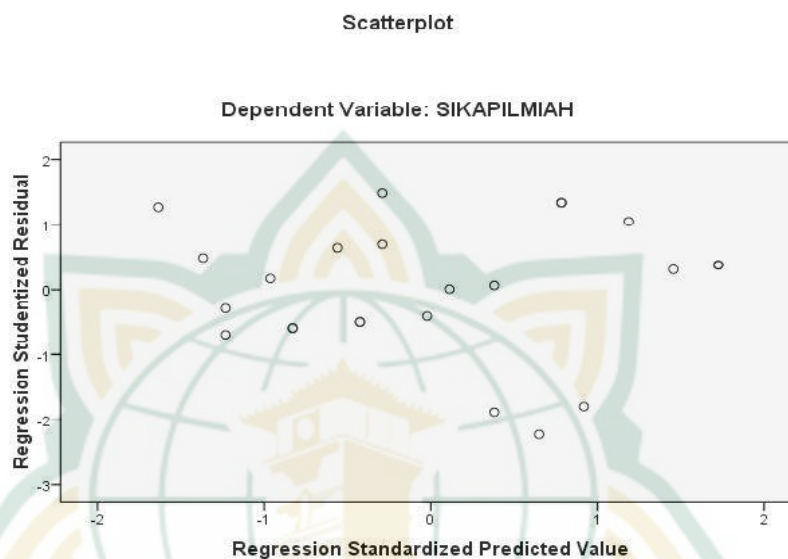 Scatterplot
Dependent Variable: SIKAPILMIAH
Regression Studentized Residual
2
1
0
-1
-2
-3
-2 -1 0 1 2
Regression Standardized Predicted Value